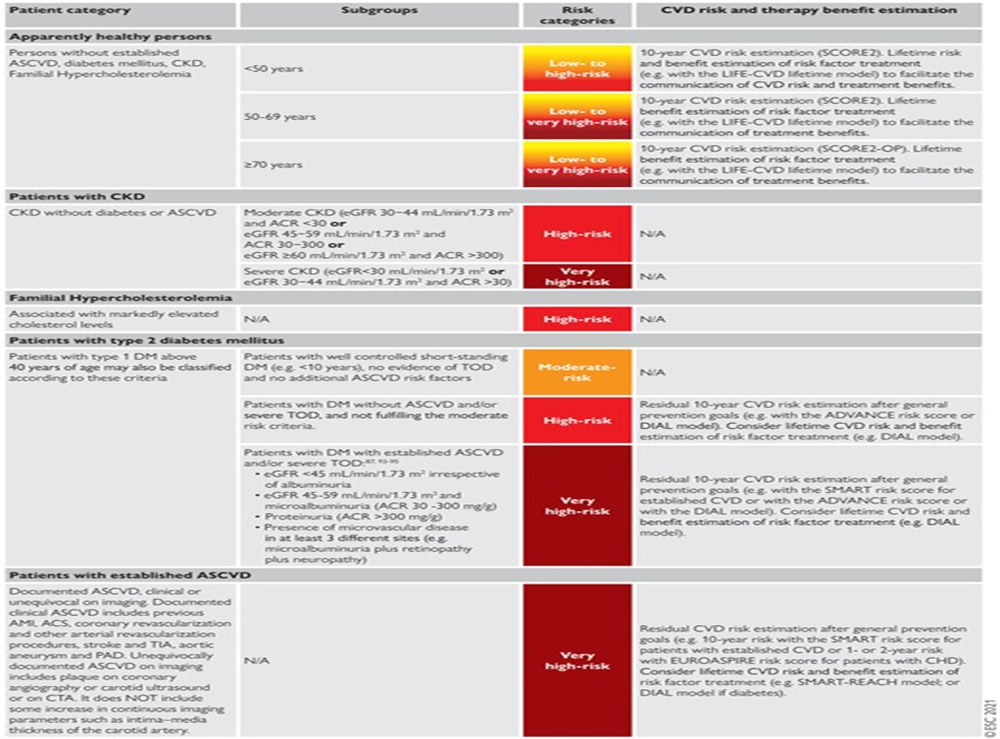 Patient category
Subgroups
Risk
categories
CVD risk and therapy benefit estimation
Apparently healthy persons
Persons without established
ASCVD, diabetes mellitus, CKD,
Familial Hypercholesterolemia
<50 years
Low- to
high-risk
10-year CVD risk estimation (SCORE2). Lifetime risk
and benefit estimation of risk factor treatment
(e.g. with the LIFE-CVD lifetime model) to facilitate the
communication of CVD risk and treatment benefits.
50-69 years
Low- to
very high-risk
10-year CVD risk estimation (SCORE2). Lifetime
benefit estimation of risk factor treatment
(e.g. with the LIFE-CVD lifetime model) to facilitate the
communication of treatment benefits.
≥70 years
Low- to
very high-risk
10-year CVD risk estimation (SCORE2-OP). Lifetime
benefit estimation of risk factor treatment
(e.g. with the LIFE-CVD lifetime model) to facilitate the
communication of treatment benefits.
Patients with CKD
CKD without diabetes or ASCVD
Moderate CKD (eGFR 30−44 mL/min/1.73 m²
and ACR <30 or
eGFR 45−59 mL/min/1.73 m² and
ACR 30−300 or
eGFR ≥60 mL/min/1.73 m² and ACR >300)
High-risk
N/A
Severe CKD (eGFR<30 mL/min/1.73 m² or
eGFR 30−44 mL/min/1.73 m² and ACR >30)
Very
high-risk
N/A
Familial Hypercholesterolemia
Associated with markedly elevated
cholesterol levels
N/A
High-risk
N/A
Patients with type 2 diabetes mellitus
Patients with type 1 DM above
40 years of age may also be classified
according to these criteria
Patients with well controlled short-standing
DM (e.g. <10 years), no evidence of TOD
and no additional ASCVD risk factors
Moderate-
risk
N/A
Patients with DM without ASCVD and/or
severe TOD, and not fulfilling the moderate
risk criteria.
High-risk
Residual 10-year CVD risk estimation after general
prevention goals (e.g. with the ADVANCE risk score or
DIAL model). Consider lifetime CVD risk and benefit
estimation of risk factor treatment (e.g. DIAL model).
Patients with DM with established ASCVD
and/or severe TOD:87, 93-95
• eGFR <45 mL/min/1.73 m² irrespective
of albuminuria
• eGFR 45-59 mL/min/1.73 m² and
microalbuminuria (ACR 30 -300 mg/g)
• Proteinuria (ACR >300 mg/g)
• Presence of microvascular disease
in at least 3 different sites (e.g.
microalbuminuria plus retinopathy
plus neuropathy)
Very
high-risk
Residual 10-year CVD risk estimation after general
prevention goals (e.g. with the SMART risk score for
established CVD or with the ADVANCE risk score or
with the DIAL model). Consider lifetime CVD risk and
benefit estimation of risk factor treatment (e.g. DIAL
model).
Patients with established ASCVD
Documented ASCVD, clinical or
unequivocal on imaging. Documented
clinical ASCVD includes previous
AMI, ACS, coronary revascularization
and other arterial revascularization
procedures, stroke and TIA, aortic
aneurysm and PAD. Unequivocally
documented ASCVD on imaging
includes plaque on coronary
angiography or carotid ultrasound
or on CTA. It does NOT include
some increase in continuous imaging
parameters such as intima–media
thickness of the carotid artery.
N/A
Very
high-risk
Residual CVD risk estimation after general prevention
goals (e.g. 10-year risk with the SMART risk score for
patients with established CVD or 1- or 2-year risk
with EUROASPIRE risk score for patients with CHD).
Consider lifetime CVD risk and benefit estimation of
risk factor treatment (e.g. SMART-REACH model; or
DIAL model if diabetes).
©ESC 2021